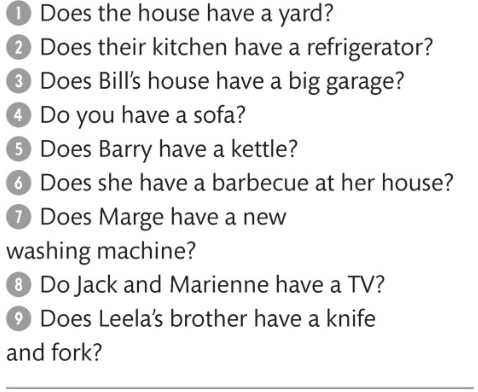 1 Does the house have a yard?
2 Does their kitchen have a refrigerator?
3 Does Bill's house have a big garage?
4 Do you have a sofa?
5 Does Barry have a kettle?
6 Does she have a barbecue at her house?
7 Does Marge have a new
washing machine?
8 Do Jack and Marienne have a TV?
9 Does Leela's brother have a knife
and fork?